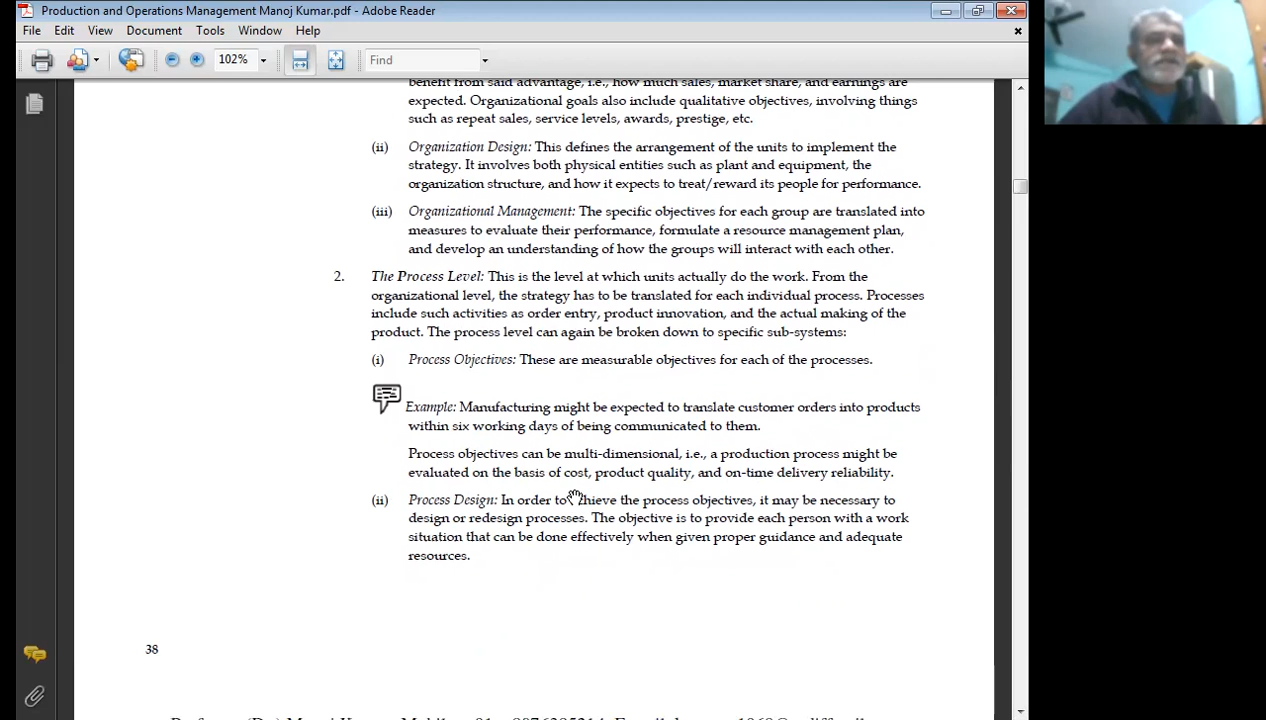 Production and Operations Management Manoj Kumar.pdf - Adobe Reader
File Edit View Document Tools Window Help
102% Find
benefit from said advantage, i.e., how much sales, market share, and earnings are
expected. Organizational goals also include qualitative objectives, involving things
such as repeat sales, service levels, awards, prestige, etc.
(ii) Organization Design: This defines the arrangement of the units to implement the
strategy. It involves both physical entities such as plant and equipment, the
organization structure, and how it expects to treat/reward its people for performance.
(iii) Organizational Management: The specific objectives for each group are translated into
measures to evaluate their performance, formulate a resource management plan,
and develop an understanding of how the groups will interact with each other.
2. The Process Level: This is the level at which units actually do the work. From the
organizational level, the strategy has to be translated for each individual process. Processes
include such activities as order entry, product innovation, and the actual making of the
product. The process level can again be broken down to specific sub-systems:
(i) Process Objectives: These are measurable objectives for each of the processes.
Example: Manufacturing might be expected to translate customer orders into products
within six working days of being communicated to them.
Process objectives can be multi-dimensional, i.e., a production process might be
evaluated on the basis of cost, product quality, and on-time delivery reliability.
(ii) Process Design: In order to achieve the process objectives, it may be necessary to
design or redesign processes. The objective is to provide each person with a work
situation that can be done effectively when given proper guidance and adequate
resources.
38